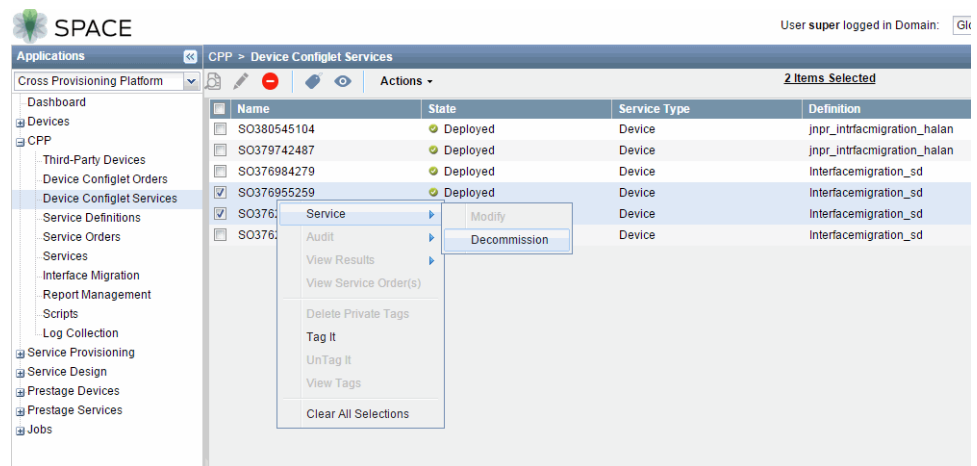 SPACE
User super logged in Domain:
Applications
CPP > Device Configlet Services
Cross Provisioning Platform
Actions
2 Items Selected
Dashboard
Devices
CPP
Third-Party Devices
Device Configlet Orders
Device Configlet Services
Service Definitions
Service Orders
Services
Interface Migration
Report Management
Scripts
Log Collection
Service Provisioning
Service Design
Prestage Devices
Prestage Services
Jobs
Name State Service Type Definition
SO380545104 Deployed Device jnpr_intrfacmigration_halan
SO379742487 Deployed Device jnpr_intrfacmigration_halan
SO376984279 Deployed Device Interfacemigration_sd
SO376955259 Deployed Device Interfacemigration_sd
Device Interfacemigration_sd
Device Interfacemigration_sd
Service
Audit
View Results
View Service Order(s)
Delete Private Tags
Tag It
UnTag It
View Tags
Clear All Selections
Modify
Decommission